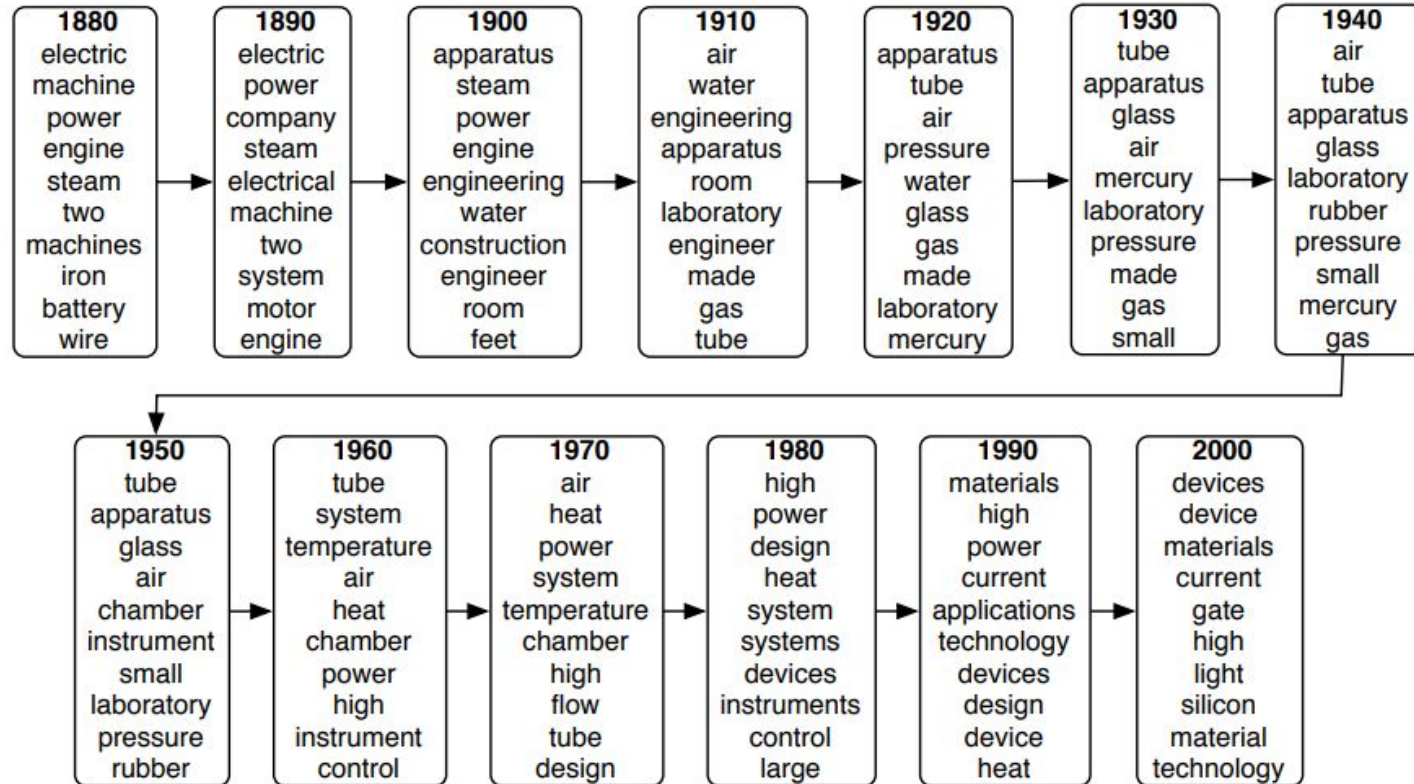 1880
electric
machine
power
engine
steam
two
machines
iron
battery
wire
1890
electric
power
company
steam
electrical
machine
two
system
motor
engine
1900
apparatus
steam
power
engine
engineering
water
construction
engineer
room
feet
1910
air
water
engineering
apparatus
room
laboratory
engineer
made
gas
tube
1920
apparatus
tube
air
pressure
water
glass
gas
made
laboratory
mercury
1930
tube
apparatus
glass
air
mercury
laboratory
pressure
made
gas
small
1940
air
tube
apparatus
glass
laboratory
rubber
pressure
small
mercury
gas
1950
tube
apparatus
glass
air
chamber
instrument
small
laboratory
pressure
rubber
1960
tube
system
temperature
air
heat
chamber
power
high
instrument
control
1970
air
heat
power
system
temperature
chamber
high
flow
tube
design
1980
high
power
design
heat
system
systems
devices
instruments
control
large
1990
materials
high
power
current
applications
technology
devices
design
device
heat
2000
devices
device
materials
current
gate
high
light
silicon
material
technology